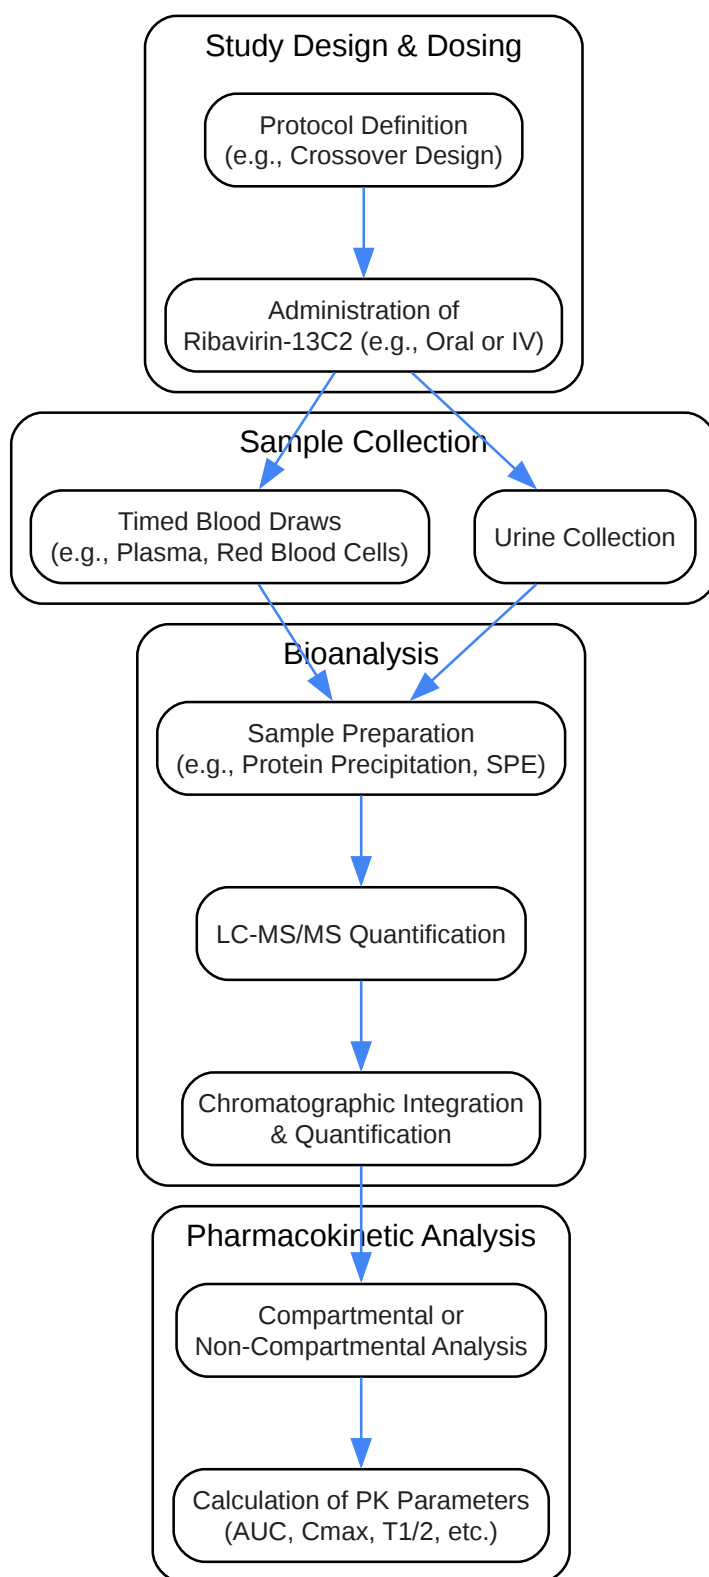 Study Design & Dosing
Protocol Definition
(e.g., Crossover Design)
Administration of
Ribavirin-13C2 (e.g., Oral or IV)
Sample Collection
Timed Blood Draws
(e.g., Plasma, Red Blood Cells)
Urine Collection
Bioanalysis
Sample Preparation
(e.g., Protein Precipitation, SPE)
LC-MS/MS Quantification
Chromatographic Integration
& Quantification
Pharmacokinetic Analysis
Compartmental or
Non-Compartmental Analysis
Calculation of PK Parameters
(AUC, Cmax, T1/2, etc.)